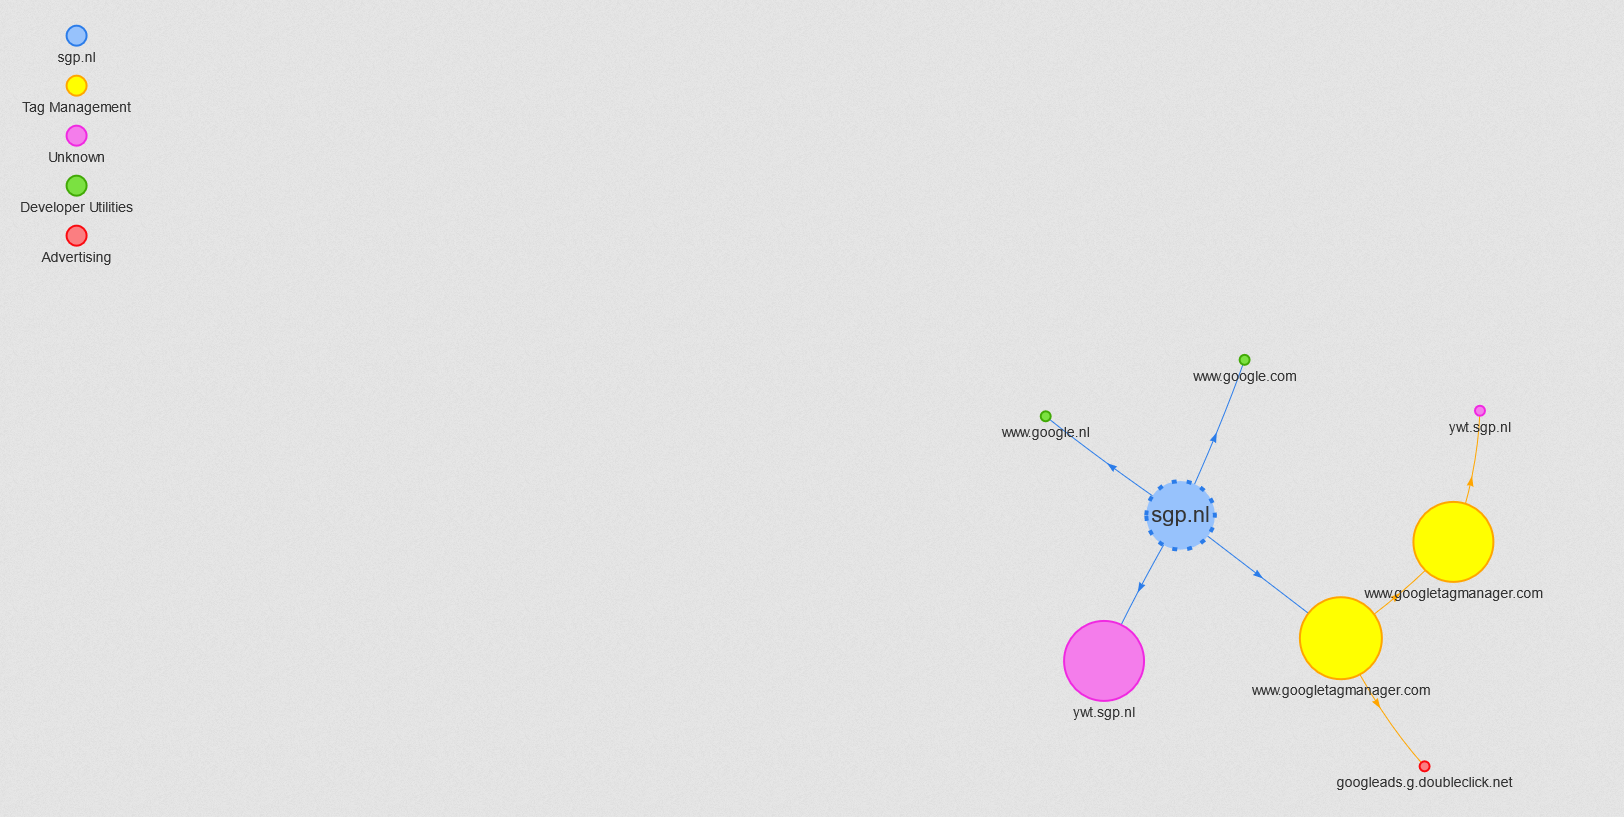 sgp.nl
Tag Management
Unknown
Developer Utilities
Advertising
www.google.com
www.google.nl
ywt.sgp.nl
sgp.nl
www.googletagmanager.com
www.googletagmanager.com
ywt.sgp.nl
googleads.g.doubleclick.net